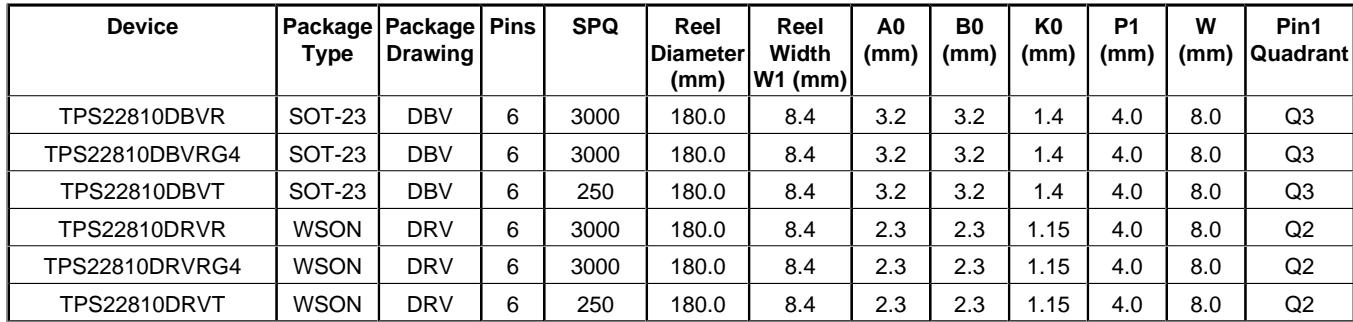 Device Package Type Package Drawing Pins SPQ Reel Diameter (mm) Reel Width W1 (mm) A0 (mm) B0 (mm) K0 (mm) P1 (mm) W (mm) Pin1 Quadrant
TPS22810DBVR SOT-23 DBV 6 3000 180.0 8.4 3.2 3.2 1.4 4.0 8.0 Q3
TPS22810DBVRG4 SOT-23 DBV 6 3000 180.0 8.4 3.2 3.2 1.4 4.0 8.0 Q3
TPS22810DBVT SOT-23 DBV 6 250 180.0 8.4 3.2 3.2 1.4 4.0 8.0 Q3
TPS22810DRVR WSON DRV 6 3000 180.0 8.4 2.3 2.3 1.15 4.0 8.0 Q2
TPS22810DRVRG4 WSON DRV 6 3000 180.0 8.4 2.3 2.3 1.15 4.0 8.0 Q2
TPS22810DRVT WSON DRV 6 250 180.0 8.4 2.3 2.3 1.15 4.0 8.0 Q2